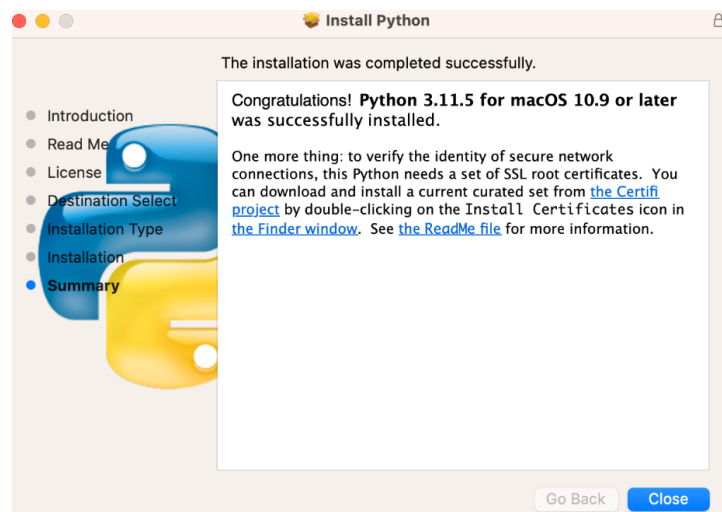 Install Python
The installation was completed successfully.
Introduction
Read Me
License
Destination Select
Installation Type
Installation
Summary
Congratulations! Python 3.11.5 for macOS 10.9 or later
was successfully installed.
One more thing: to verify the identity of secure network
connections, this Python needs a set of SSL root certificates. You
can download and install a current curated set from the Certifi
project by double-clicking on the Install Certificates icon in
the Finder window. See the ReadMe file for more information.
Go Back
Close